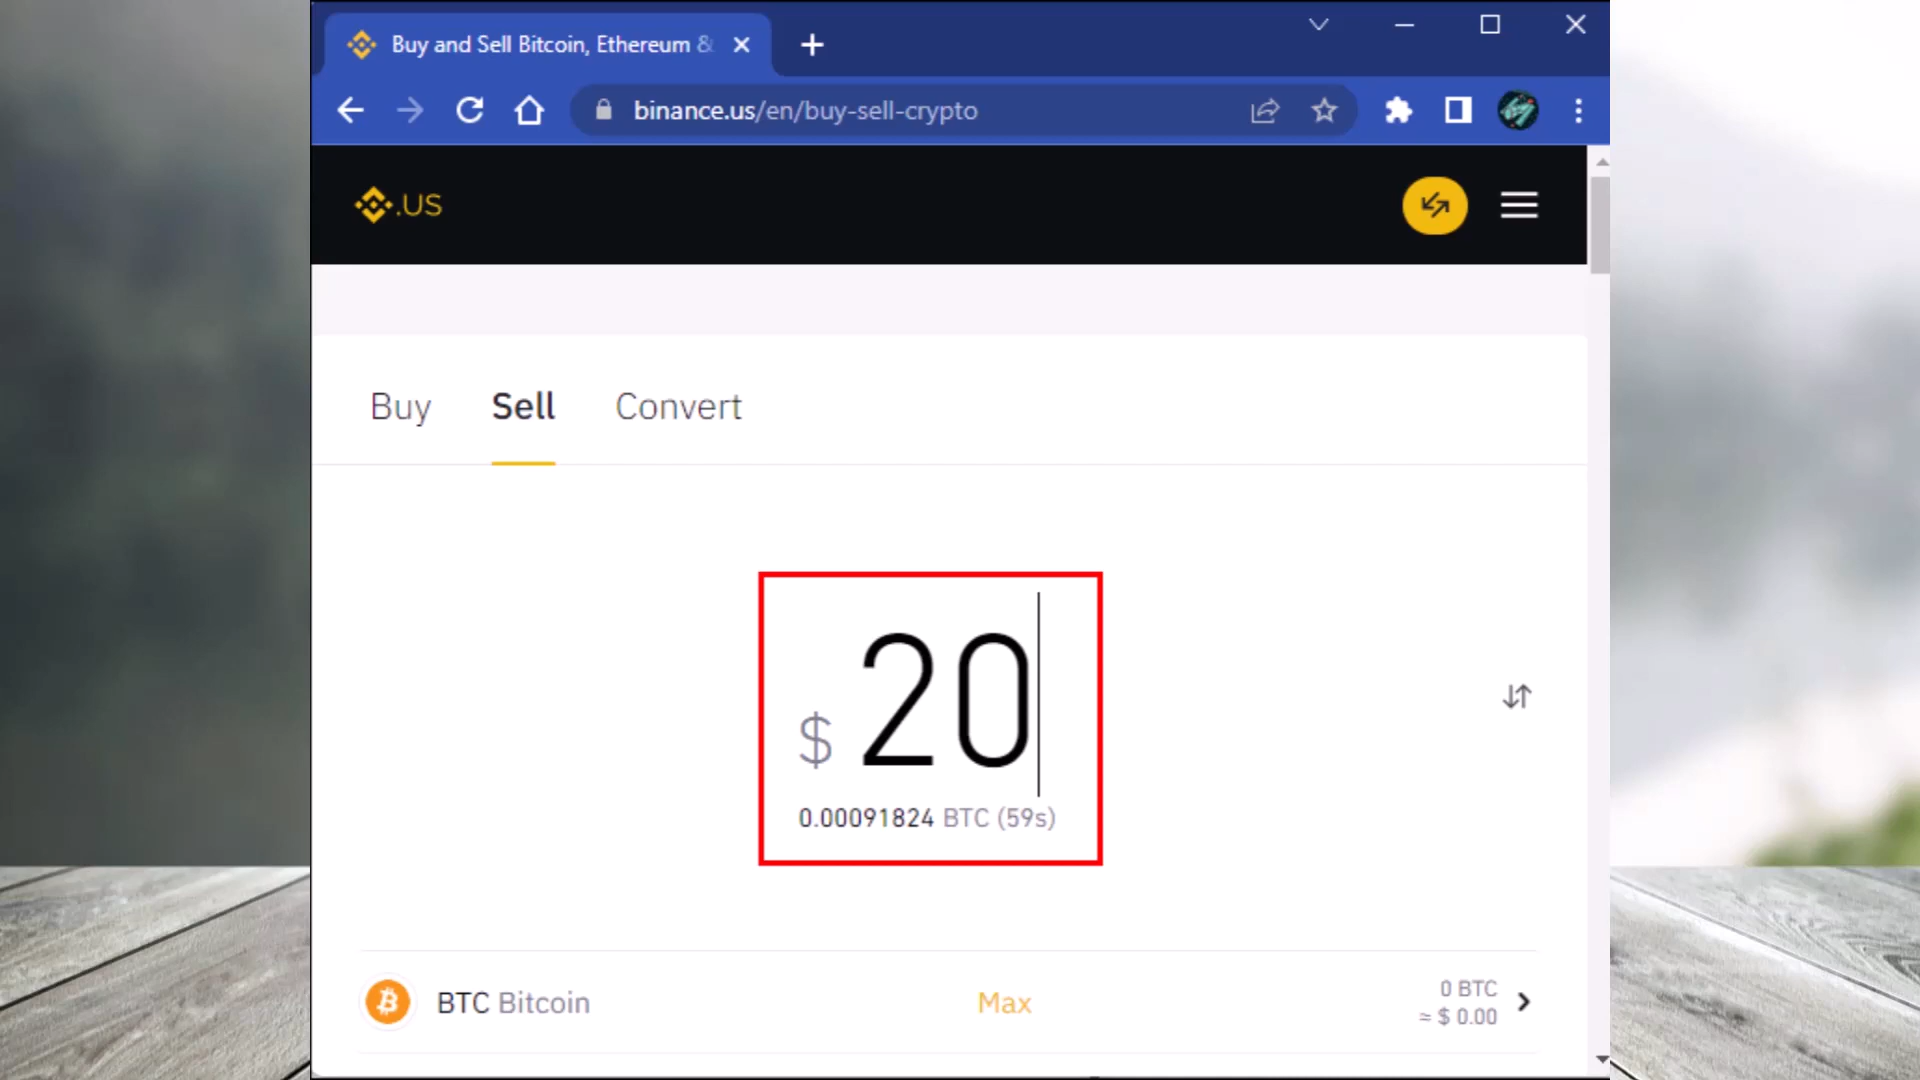 Buy and Sell Bitcoin, Ethereum &
binance.us/en/buy-sell-crypto
.US
Buy Sell Convert
$ 20
0.00091824 BTC (59s)
BTC Bitcoin Max 0 BTC
≈ $ 0.00